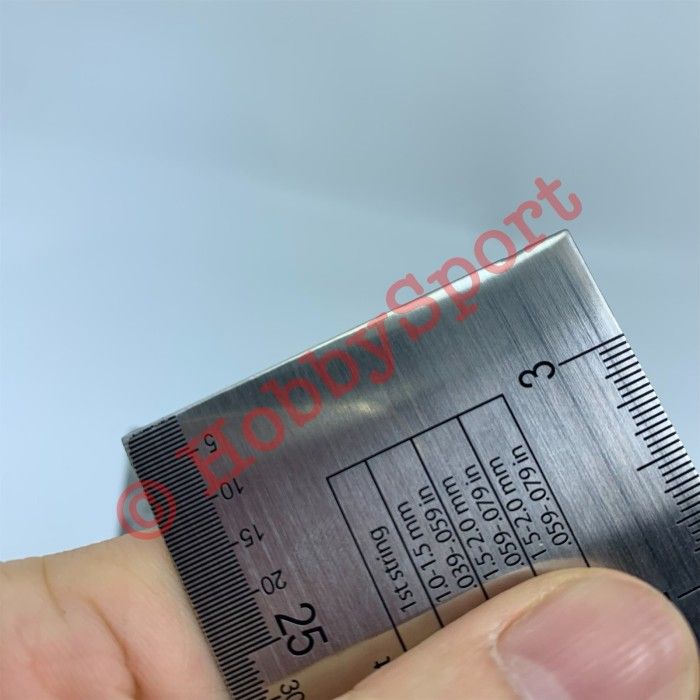 © HobbySport
3
5
10
15
20
25
30
1st string
1.0-1.5 mm
.039-.059 in
1.5-2.0 mm
.059-.079 in
1.5-2.0 mm
.059-.079 in